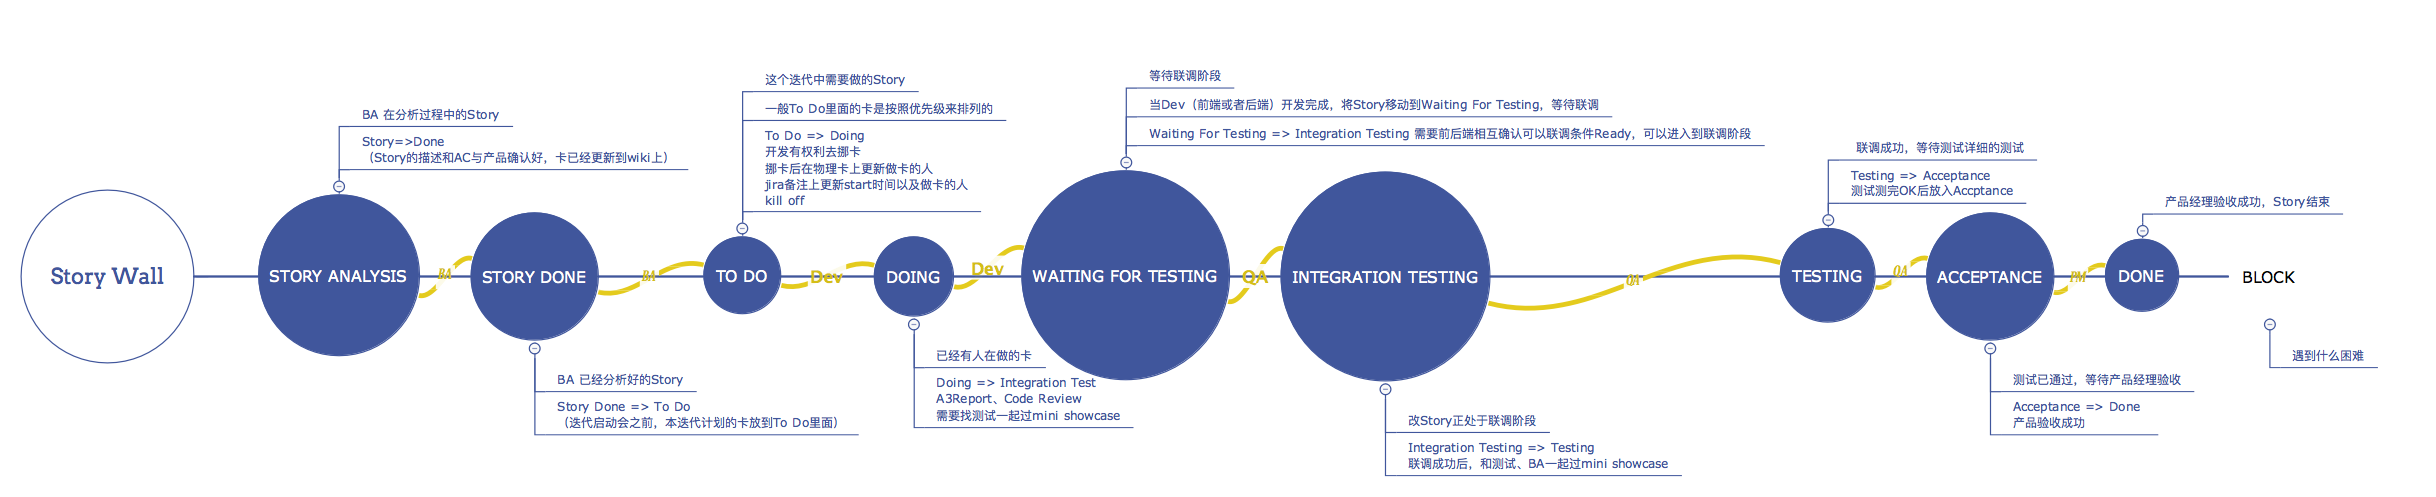 Story Wall
STORY ANALYSIS
BA 在分析过程中的Story
Story=>Done
（Story的描述和AC与产品确认好，卡已经更新到wiki上）
BA
STORY DONE
BA 已经分析好的Story
Story Done => To Do
（迭代启动会之前，本迭代计划的卡放到To Do里面）
BA
TO DO
这个迭代中需要做的Story
一般To Do里面的卡是按照优先级来排列的
To Do => Doing
开发有权利去挪卡
挪卡后在物理卡上更新做卡的人
jira备注上更新start时间以及做卡的人
kill off
Dev
DOING
已经有人在做的卡
Doing => Integration Test
A3Report、Code Review
需要找测试一起过mini showcase
Dev
WAITING FOR TESTING
等待联调阶段
当Dev（前端或者后端）开发完成，将Story移动到Waiting For Testing，等待联调
Waiting For Testing => Integration Testing 需要前后端相互确认可以联调条件Ready，可以进入到联调阶段
QA
INTEGRATION TESTING
改Story正处于联调阶段
Integration Testing => Testing
联调成功后，和测试、BA一起过mini showcase
QA
TESTING
联调成功，等待测试详细的测试
Testing => Acceptance
测试测完OK后放入Accptance
QA
ACCEPTANCE
测试已通过，等待产品经理验收
Acceptance => Done
产品验收成功
PM
DONE
产品经理验收成功，Story结束
BLOCK
遇到什么困难